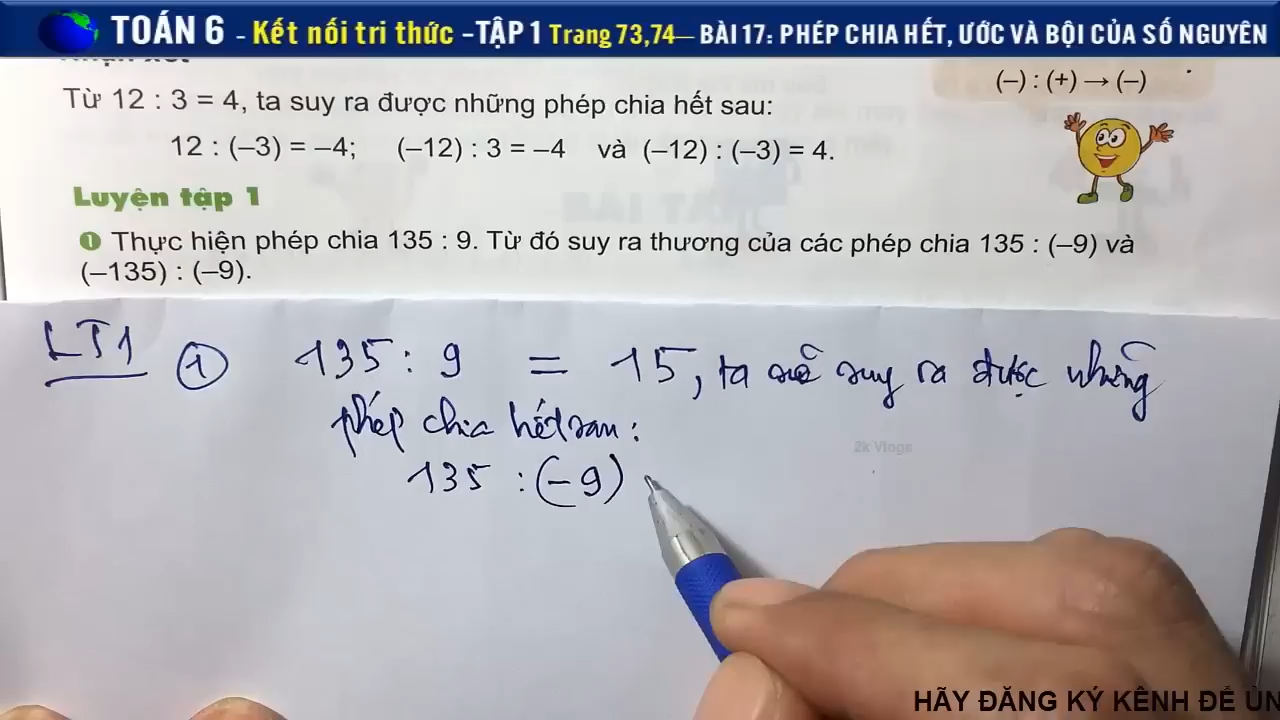 TOÁN 6 - Kết nối tri thức -TẬP 1 Trang 73,74— BÀI 17: PHÉP CHIA HẾT, ƯỚC VÀ BỘI CỦA SỐ NGUYÊN
(–) : (+) → (–)
Từ 12 : 3 = 4, ta suy ra được những phép chia hết sau:
12 : (–3) = –4; (–12) : 3 = –4 và (–12) : (–3) = 4.
Luyện tập 1
1 Thực hiện phép chia 135 : 9. Từ đó suy ra thương của các phép chia 135 : (–9) và
(–135) : (–9).
LT1 1 135 : 9 = 15, ta suy ra được những
phép chia hết sau:
2k Vlogs
135 : (-9)
HÃY ĐĂNG KÝ KÊNH ĐỂ ỦN